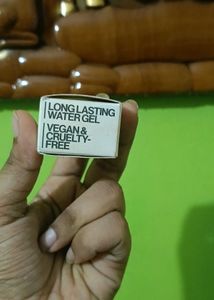 LONG LASTING
WATER GEL
VEGAN &
CRUELTY-
FREE